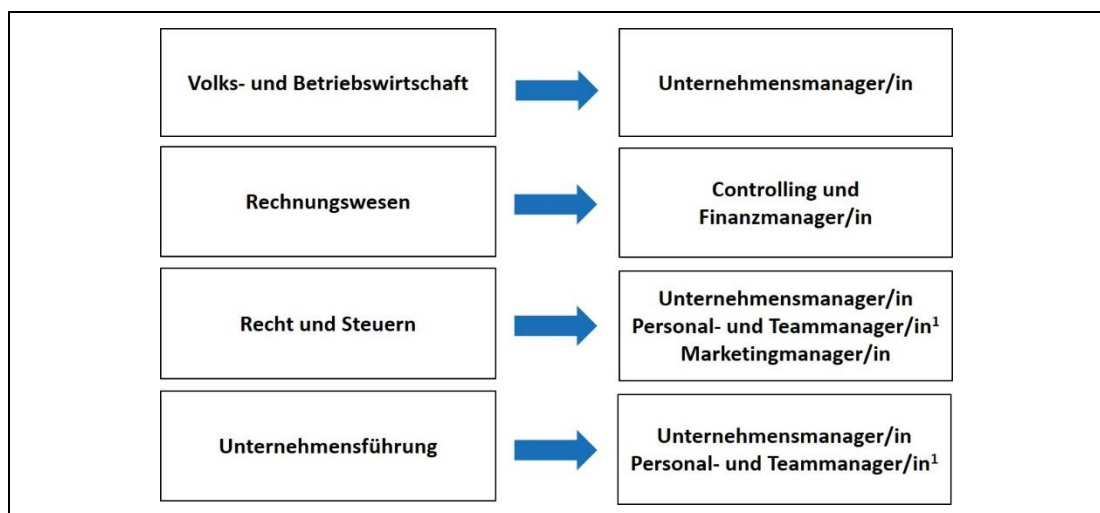 Volks- und Betriebswirtschaft
Unternehmensmanager/in
Rechnungswesen
Controlling und
Finanzmanager/in
Recht und Steuern
Unternehmensmanager/in
Personal- und Teammanager/in¹
Marketingmanager/in
Unternehmensführung
Unternehmensmanager/in
Personal- und Teammanager/in¹